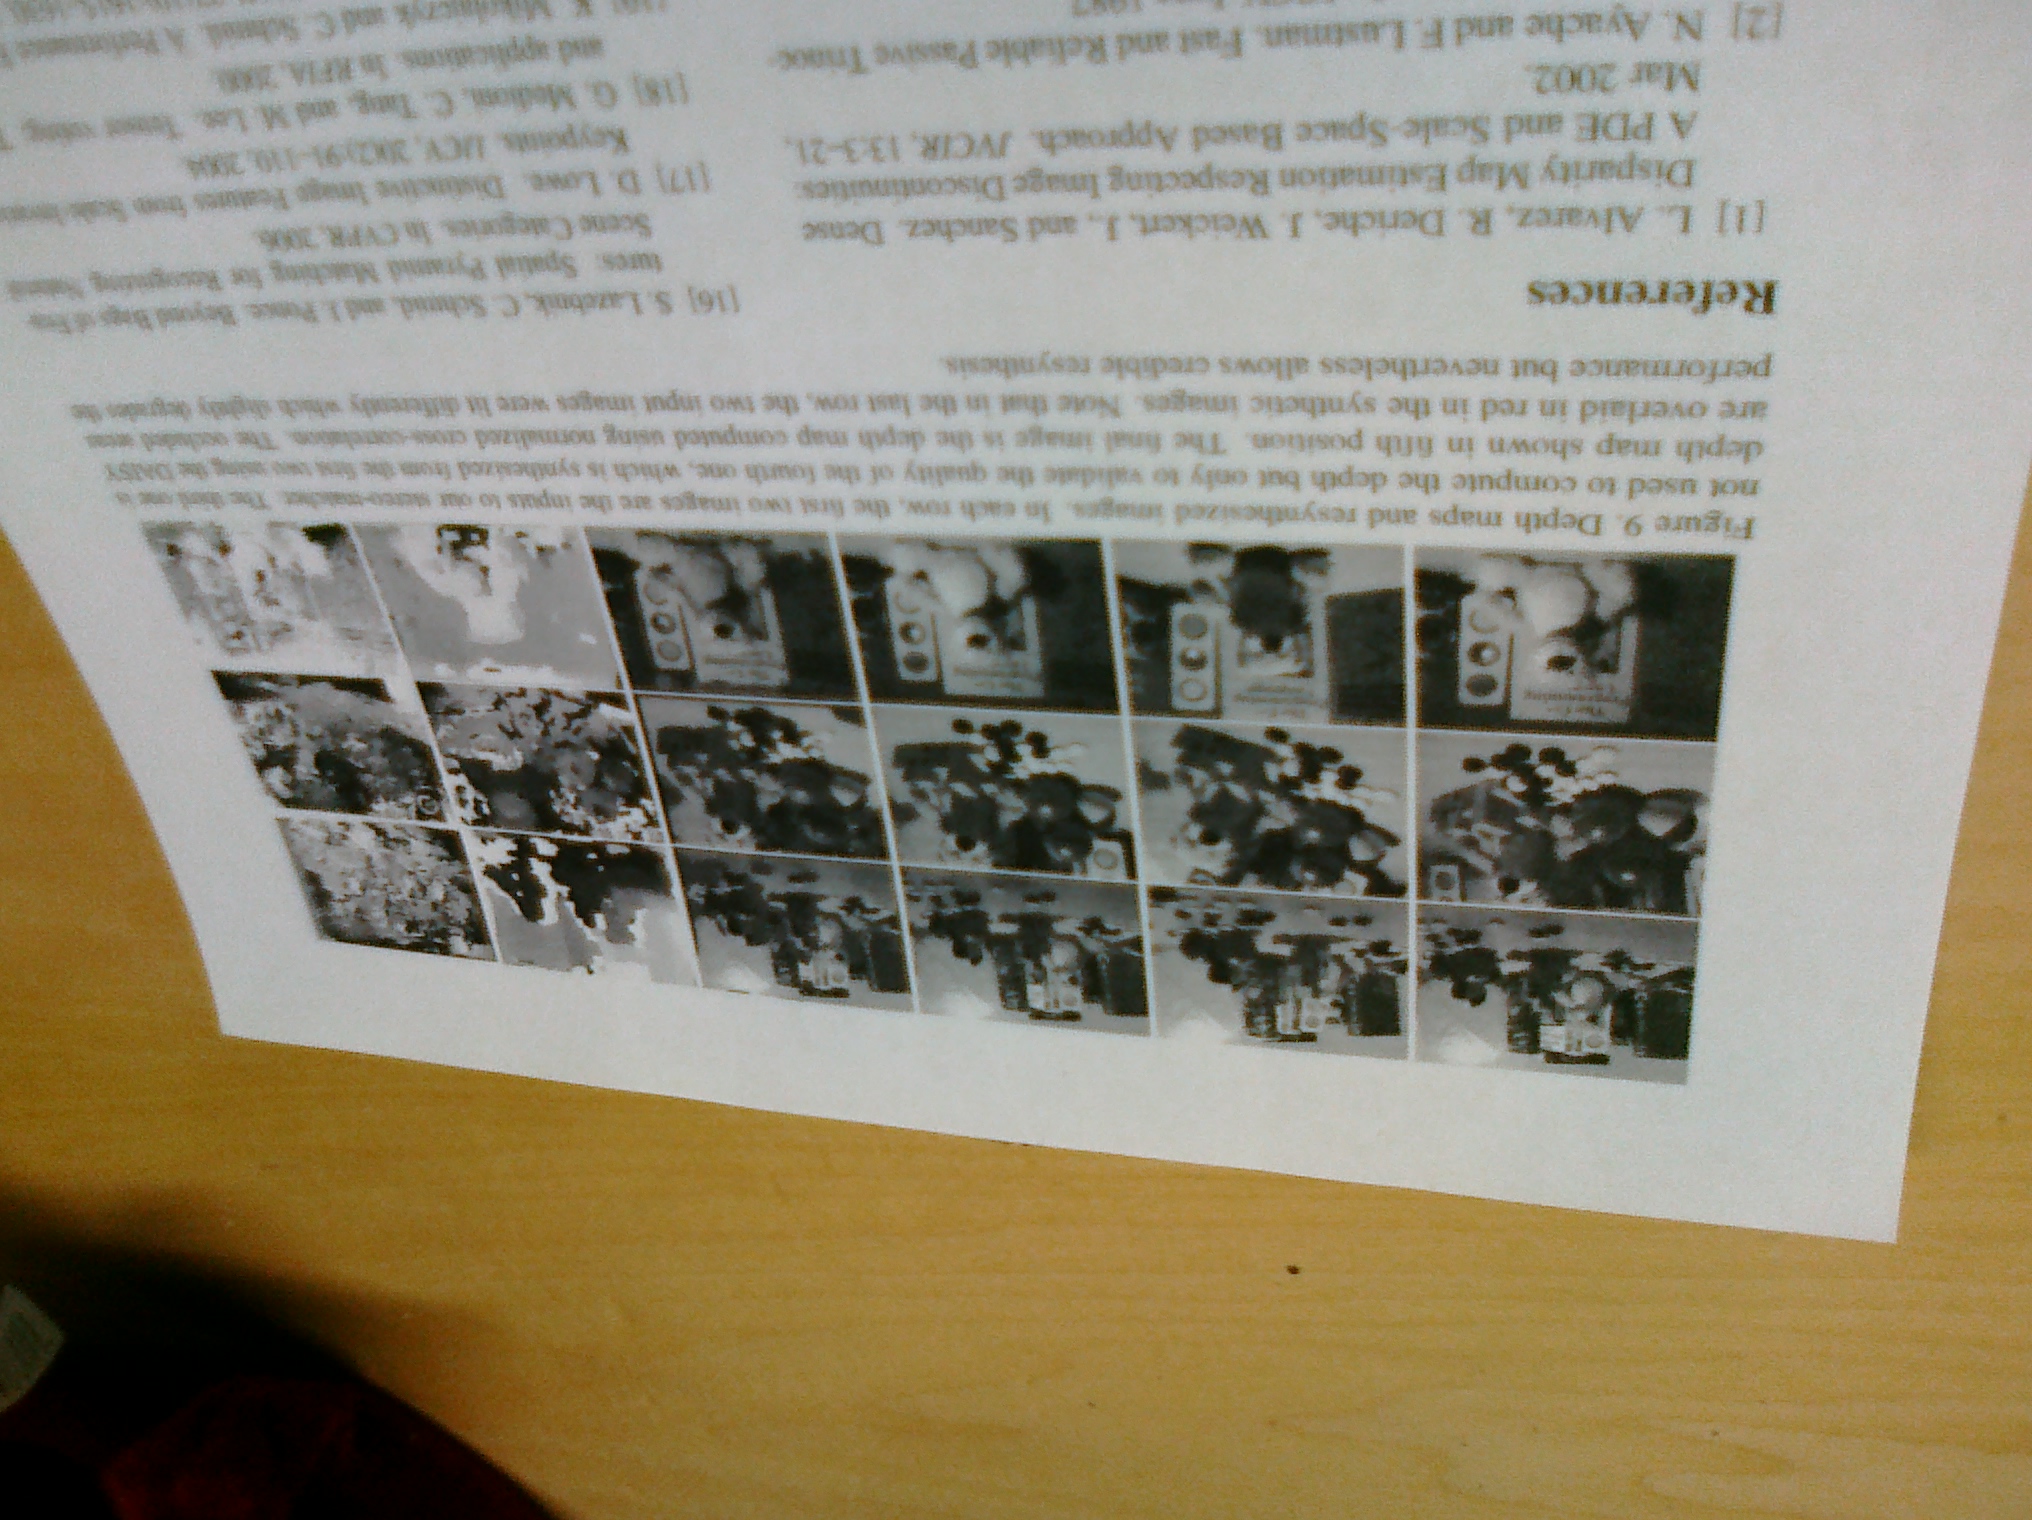 Figure 9. Depth maps and resynthesized images. In each row, the first two images are the inputs to our stereo-matcher. The third one is
not used to compute the depth but only to validate the quality of the fourth one, which is synthesized from the first two using the DAISY
depth map shown in fifth position. The final image is the depth map computed using normalized cross-correlation. The occluded areas
are overlaid in red in the synthetic images. Note that in the last row, the two input images were lit differently which slightly degrades the
performance but nevertheless allows credible resynthesis.
References
[1] L. Alvarez, R. Deriche, J. Weickert, J., and Sanchez. Dense
Disparity Map Estimation Respecting Image Discontinuities:
A PDE and Scale-Space Based Approach. JVCIR, 13:3–21,
Mar 2002.
[2] N. Ayache and F. Lustman. Fast and Reliable Passive Trinoc-
[16] S. Lazebnik, C. Schmid, and J. Ponce. Beyond Bags of Fea-
tures: Spatial Pyramid Matching for Recognizing Natural
Scene Categories. In CVPR, 2006.
[17] D. Lowe. Distinctive Image Features from Scale-Invariant
Keypoints. IJCV, 20(2):91–110, 2004.
[18] G. Medioni, C. Tang, and M. Lee. Tensor voting:
and applications. In RFIA, 2000.
[19] K. Mikolajczyk and C. Schmid. A Performance